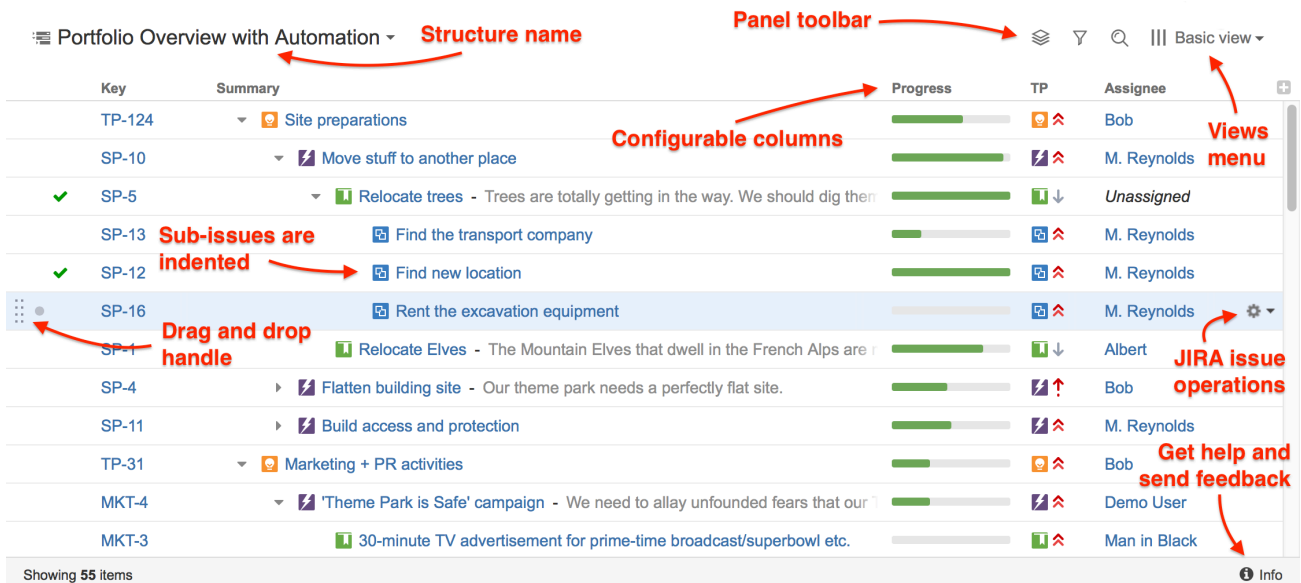 Portfolio Overview with Automation
Structure name
Panel toolbar
Basic view
Key Summary Progress TP Assignee
TP-124 Site preparations Bob
Configurable columns
Views
menu
SP-10 Move stuff to another place M. Reynolds
SP-5 Relocate trees - Trees are totally getting in the way. We should dig them Unassigned
SP-13 Find the transport company M. Reynolds
Sub-issues are
indented
SP-12 Find new location M. Reynolds
SP-16 Rent the excavation equipment M. Reynolds
Drag and drop
handle
SP-1 Relocate Elves - The Mountain Elves that dwell in the French Alps are Albert
JIRA issue
operations
SP-4 Flatten building site - Our theme park needs a perfectly flat site. Bob
SP-11 Build access and protection M. Reynolds
Get help and
send feedback
TP-31 Marketing + PR activities Bob
MKT-4 'Theme Park is Safe' campaign - We need to allay unfounded fears that our Demo User
MKT-3 30-minute TV advertisement for prime-time broadcast/superbowl etc. Man in Black
Showing 55 items Info